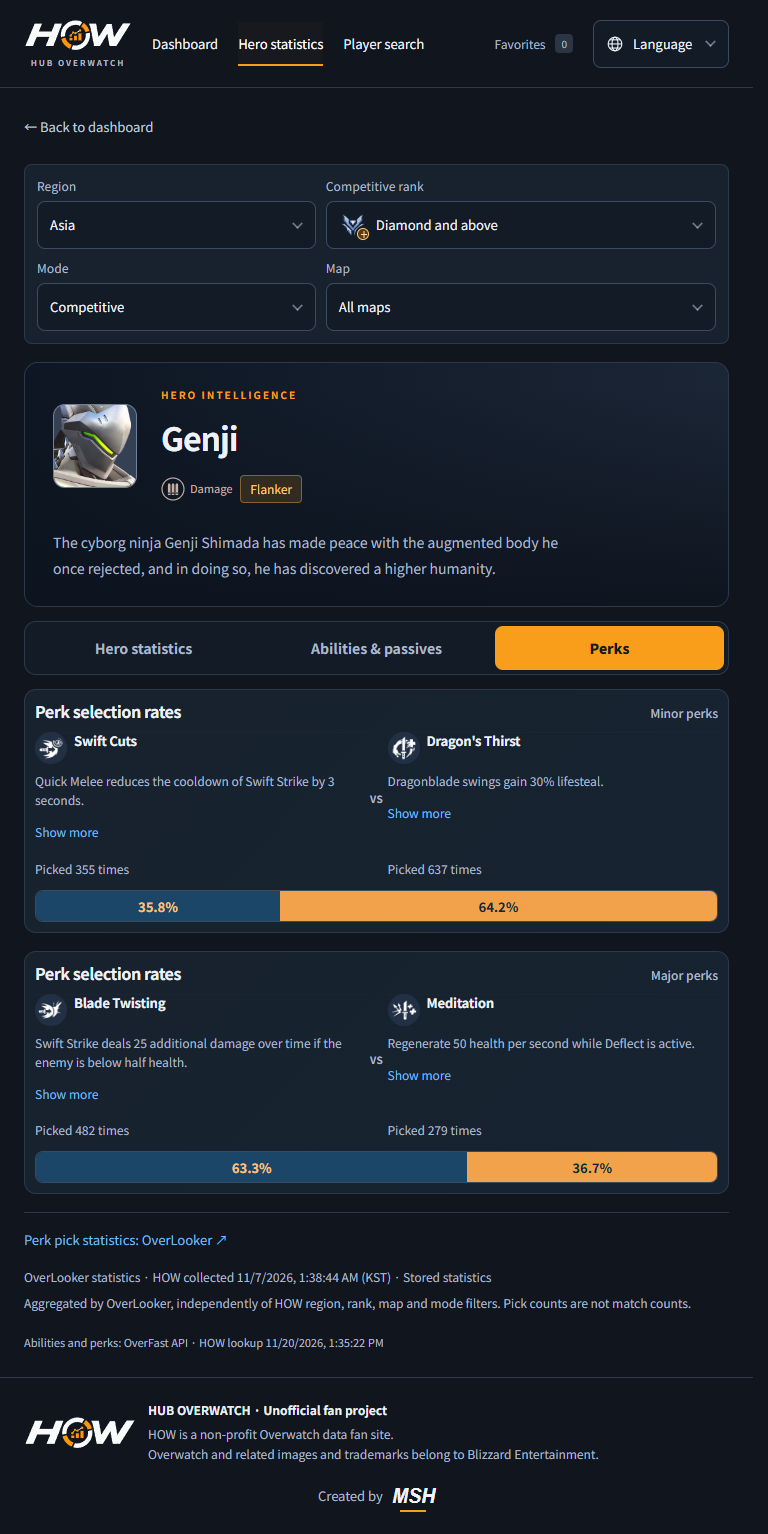 HOW
HUB OVERWATCH
Dashboard
Hero statistics
Player search
Favorites
0
Language
← Back to dashboard
Region
Competitive rank
Asia
Diamond and above
Mode
Map
Competitive
All maps
HERO INTELLIGENCE
Genji
Damage
Flanker
The cyborg ninja Genji Shimada has made peace with the augmented body he
once rejected, and in doing so, he has discovered a higher humanity.
Hero statistics
Abilities & passives
Perks
Perk selection rates
Minor perks
Swift Cuts
Quick Melee reduces the cooldown of Swift Strike by 3
seconds.
Show more
Picked 355 times
VS
Dragon's Thirst
Dragonblade swings gain 30% lifesteal.
Show more
Picked 637 times
35.8%
64.2%
Perk selection rates
Major perks
Blade Twisting
Swift Strike deals 25 additional damage over time if the
enemy is below half health.
Show more
Picked 482 times
VS
Meditation
Regenerate 50 health per second while Deflect is active.
Show more
Picked 279 times
63.3%
36.7%
Perk pick statistics: OverLooker ↗
OverLooker statistics · HOW collected 11/7/2026, 1:38:44 AM (KST) · Stored statistics
Aggregated by OverLooker, independently of HOW region, rank, map and mode filters. Pick counts are not match counts.
Abilities and perks: OverFast API · HOW lookup 11/20/2026, 1:35:22 PM
HOW
HUB OVERWATCH · Unofficial fan project
HOW is a non-profit Overwatch data fan site.
Overwatch and related images and trademarks belong to Blizzard Entertainment.
Created by MSH